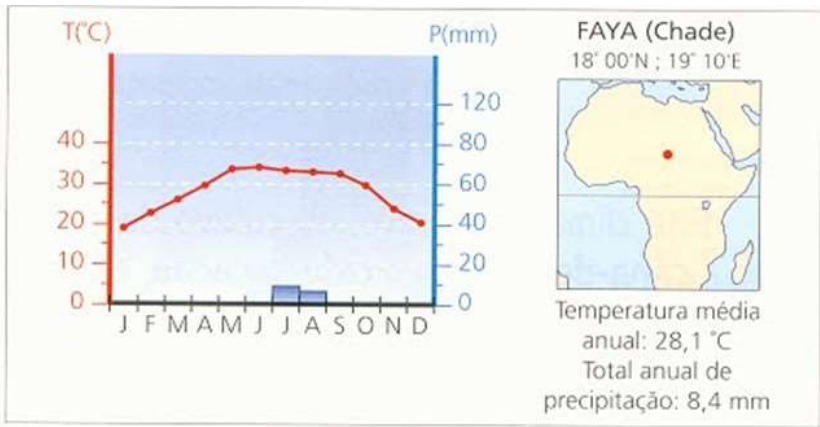 T(°C)
P(mm)
40
30
20
10
0
120
80
60
40
20
0
J F M A M J J A S O N D
FAYA (Chade)
18° 00'N ; 19° 10'E
Temperatura média
anual: 28,1 °C
Total anual de
precipitação: 8,4 mm